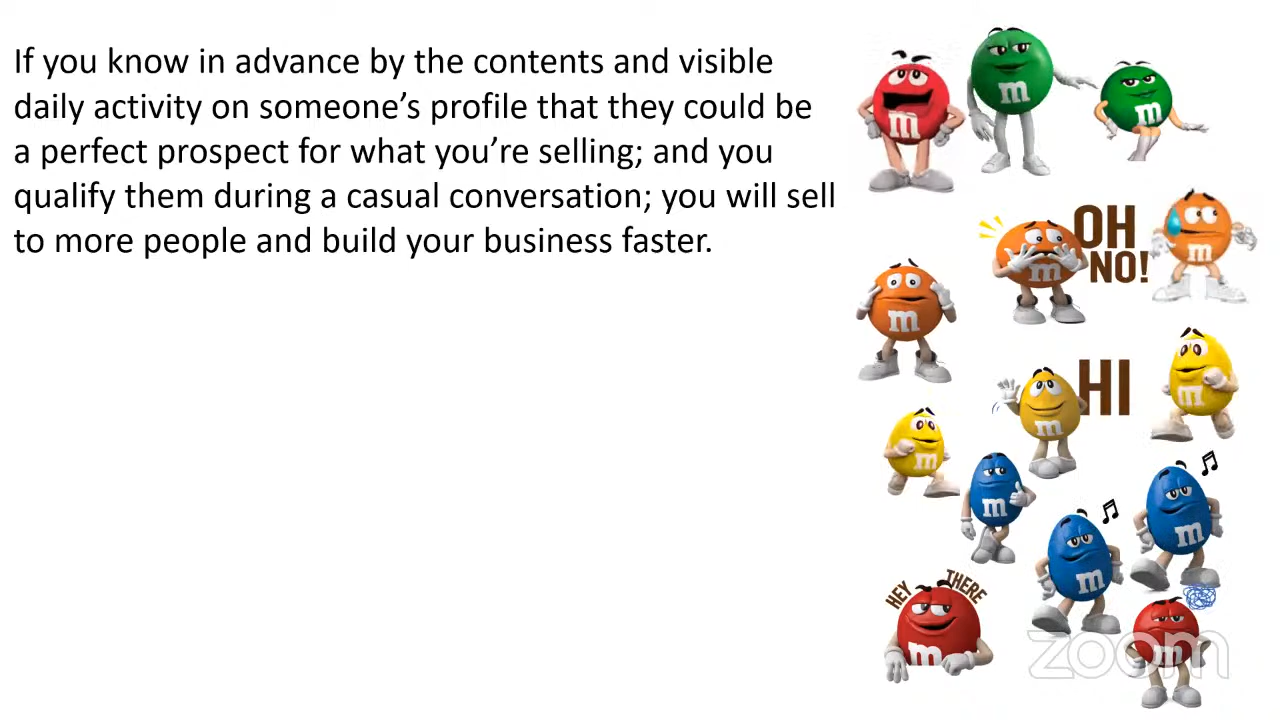 If you know in advance by the contents and visible
daily activity on someone’s profile that they could be
a perfect prospect for what you’re selling; and you
qualify them during a casual conversation; you will sell
to more people and build your business faster.
m
m
m
OH
NO!
m
m
m
HI
m
m
m
m
m
m
HEY THERE
m
m
zoom